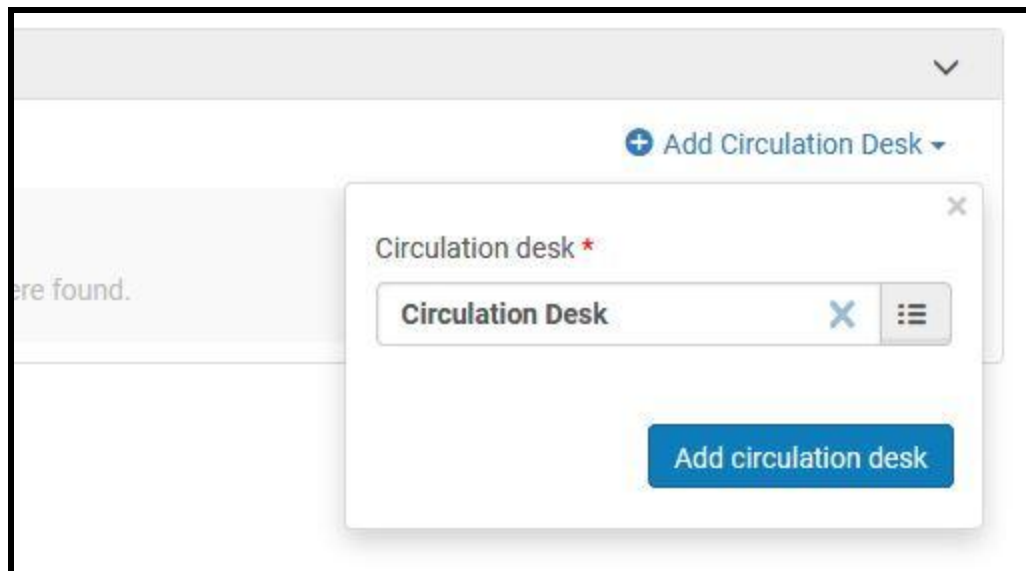 Add Circulation Desk
Circulation desk *
ere found.
Circulation Desk
Add circulation desk